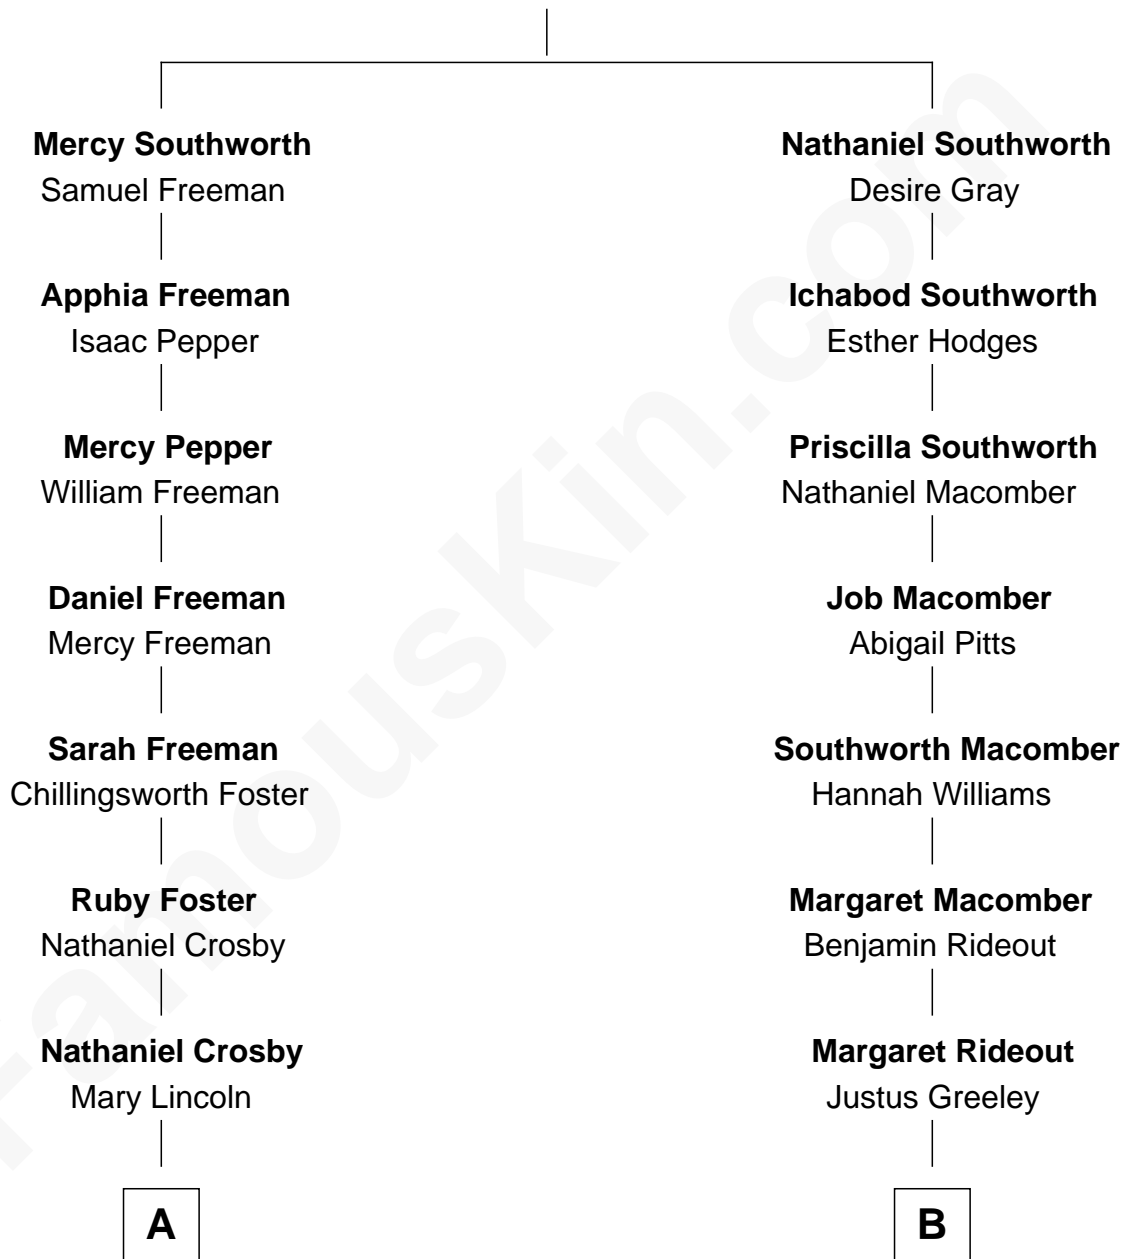 Mercy Southworth
Samuel Freeman
Apphia Freeman
Isaac Pepper
Mercy Pepper
William Freeman
Daniel Freeman
Mercy Freeman
Sarah Freeman
Chillingsworth Foster
Ruby Foster
Nathaniel Crosby
Nathaniel Crosby
Mary Lincoln
A
Nathaniel Southworth
Desire Gray
Ichabod Southworth
Esther Hodges
Priscilla Southworth
Nathaniel Macomber
Job Macomber
Abigail Pitts
Southworth Macomber
Hannah Williams
Margaret Macomber
Benjamin Rideout
Margaret Rideout
Justus Greeley
B
FamousKin.com